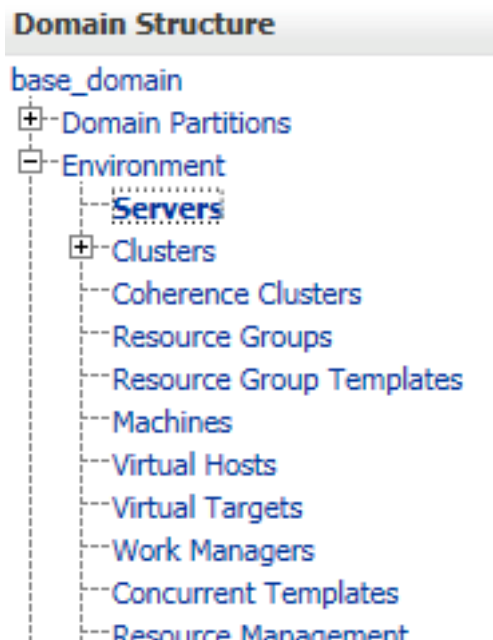 Domain Structure
base_domain
Domain Partitions
Environment
Servers
Clusters
Coherence Clusters
Resource Groups
Resource Group Templates
Machines
Virtual Hosts
Virtual Targets
Work Managers
Concurrent Templates
Resource Management